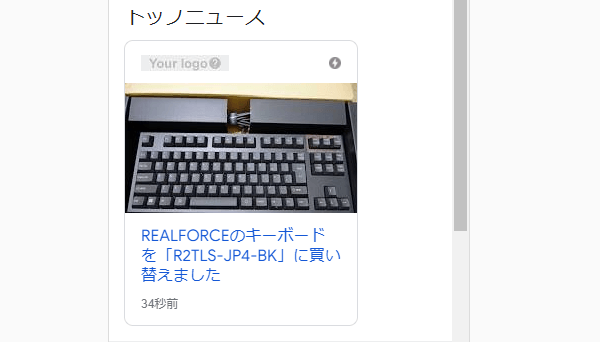 トップニュース
Your logo
REALFORCEのキーボード
を「R2TLS-JP4-BK」に買い
替えました
34秒前